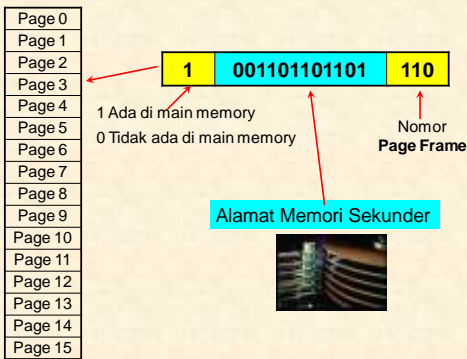 Page 0
Page 1
Page 2
Page 3
Page 4
Page 5
Page 6
Page 7
Page 8
Page 9
Page 10
Page 11
Page 12
Page 13
Page 14
Page 15
1 001101101101 110
1 Ada di main memory
0 Tidak ada di main memory
Nomor
Page Frame
Alamat Memori Sekunder